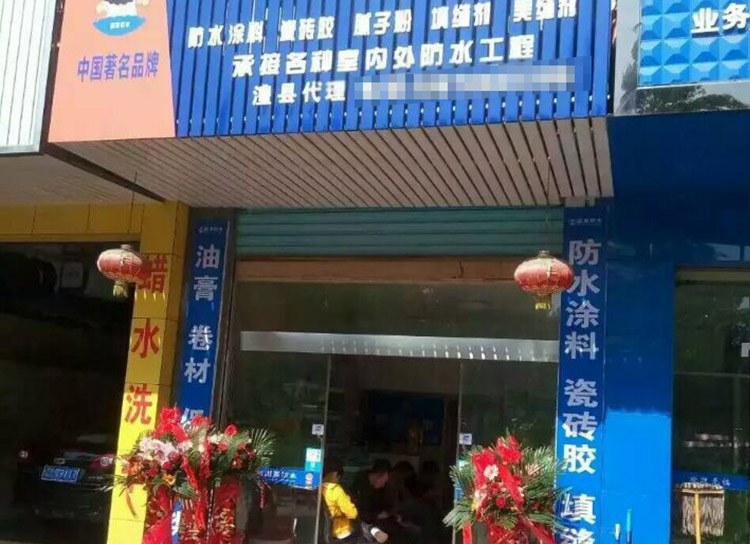 防水涂料 瓷砖胶 腻子粉 填缝剂 美缝剂
承接各种室内外防水工程
澧县代理
中国著名品牌
业务
蜡水洗
油膏 卷材
防水涂料 瓷砖胶 填缝